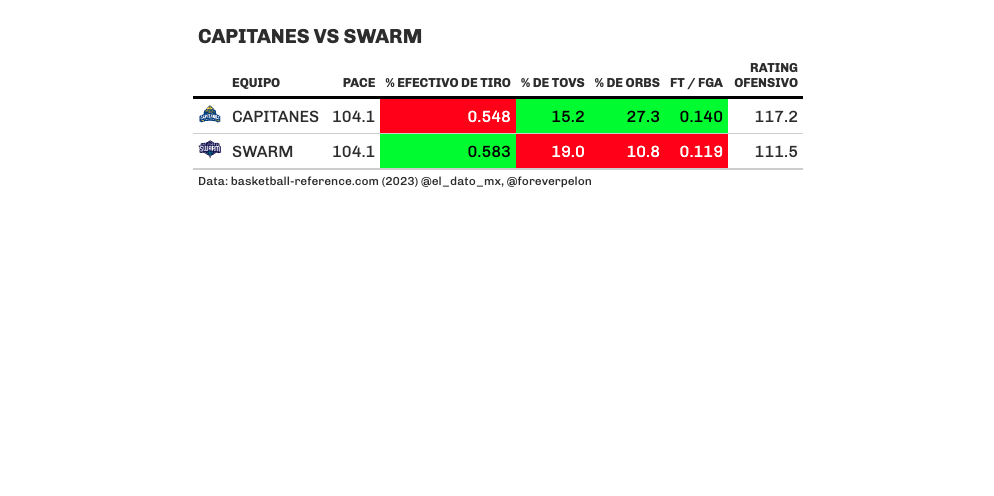 CAPITANES VS SWARM
EQUIPO PACE % EFECTIVO DE TIRO % DE TOVS % DE ORBS FT / FGA RATING OFENSIVO
CAPITANES CAPITANES 104.1 0.548 15.2 27.3 0.140 117.2
SWARM SWARM 104.1 0.583 19.0 10.8 0.119 111.5
Data: basketball-reference.com (2023) @el_dato_mx, @foreverpelon